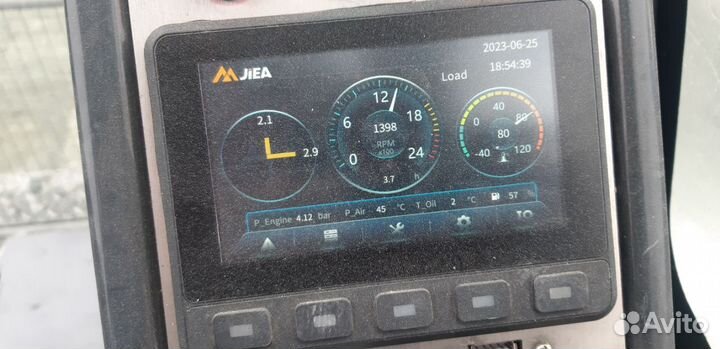 2023-06-25
JiEA
Load
18:54:39
2.1
2.9
0
6
12
18
24
1398
RPM
x100
3.7
h
-40
0
40
80
120
80
P_Engine 4.12 bar P_Air 45 °C T_Oil 2 °C 57 %
Avito